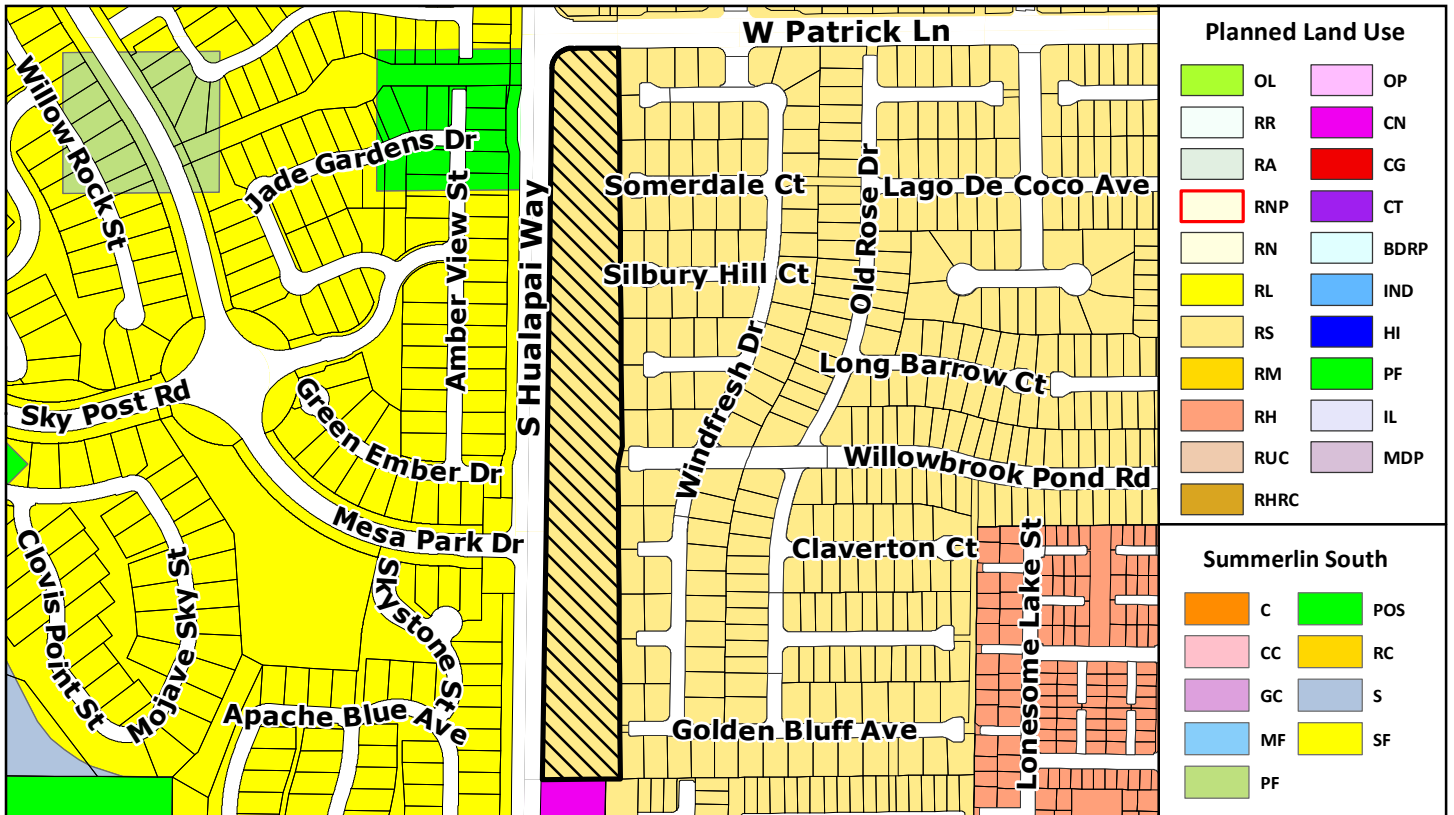 W Patrick Ln
Willow Rock St
Jade Gardens Dr
Amber View St
S Hualapai Way
Somerdale Ct
Old Rose Dr
Lago De Coco Ave
Silbury Hill Ct
Windfresh Dr
Long Barrow Ct
Sky Post Rd
Green Ember Dr
Willowbrook Pond Rd
Mesa Park Dr
Claverton Ct
Clovis Point St
Mojave Sky St
Skystone St
Lonesome Lake St
Apache Blue Ave
Golden Bluff Ave
Planned Land Use
OL OP
RR CN
RA CG
RNP CT
RN BDRP
RL IND
RS HI
RM PF
RH IL
RUC MDP
RHRC
Summerlin South
C POS
CC RC
GC S
MF SF
PF